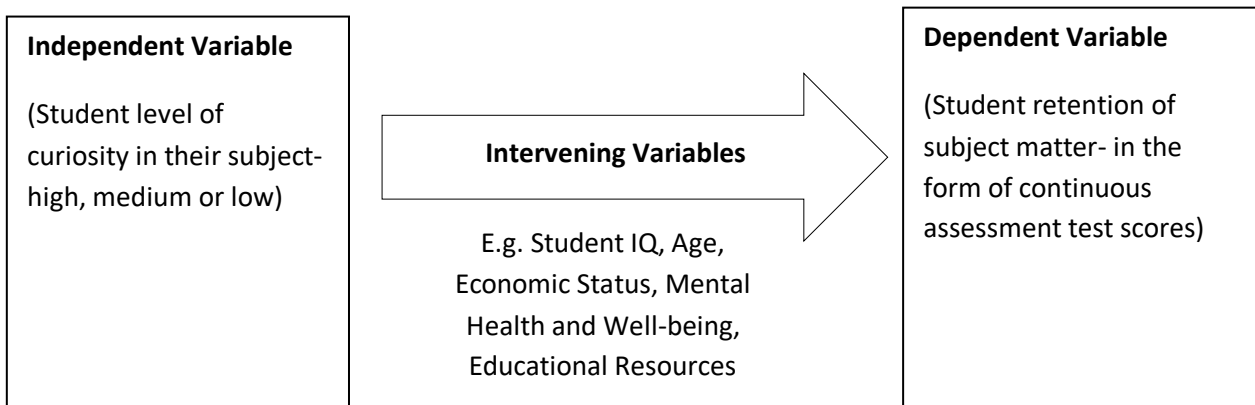 Independent Variable
(Student level of
curiosity in their subject-
high, medium or low)
Intervening Variables
E.g. Student IQ, Age,
Economic Status, Mental
Health and Well-being,
Educational Resources
Dependent Variable
(Student retention of
subject matter- in the
form of continuous
assessment test scores)